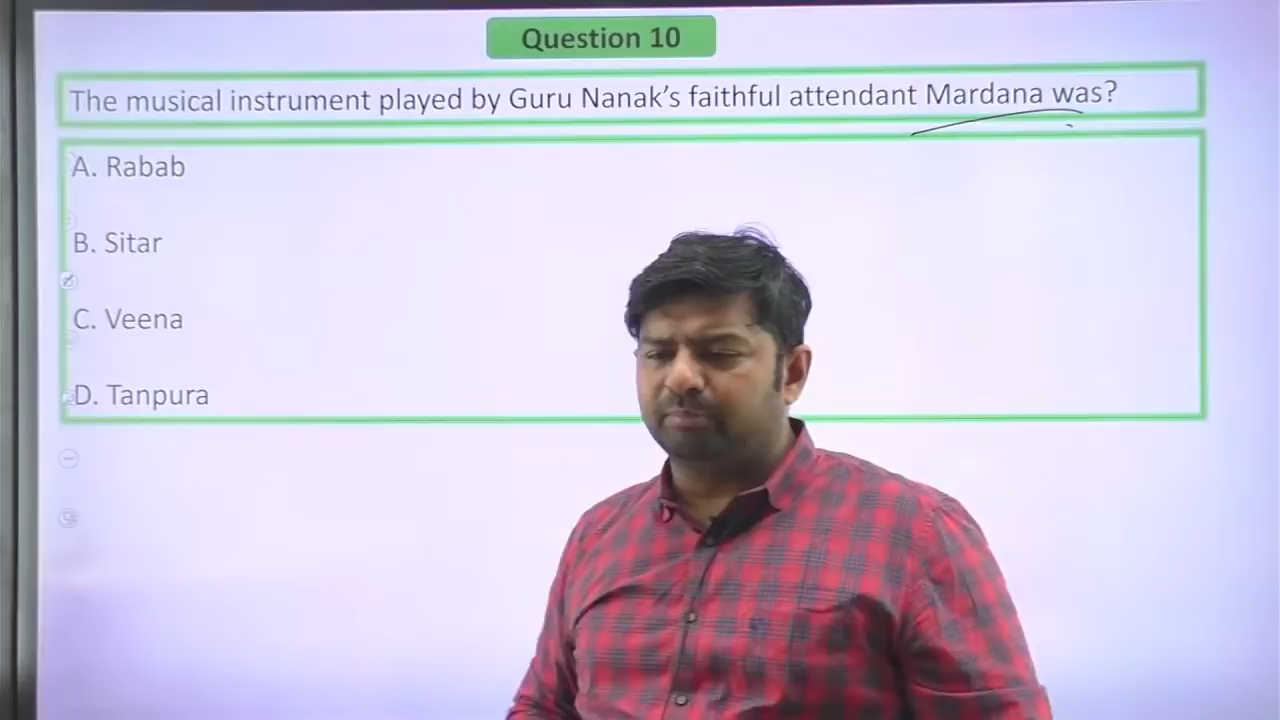 Question 10
The musical instrument played by Guru Nanak's faithful attendant Mardana was?
A. Rabab
B. Sitar
C. Veena
D. Tanpura